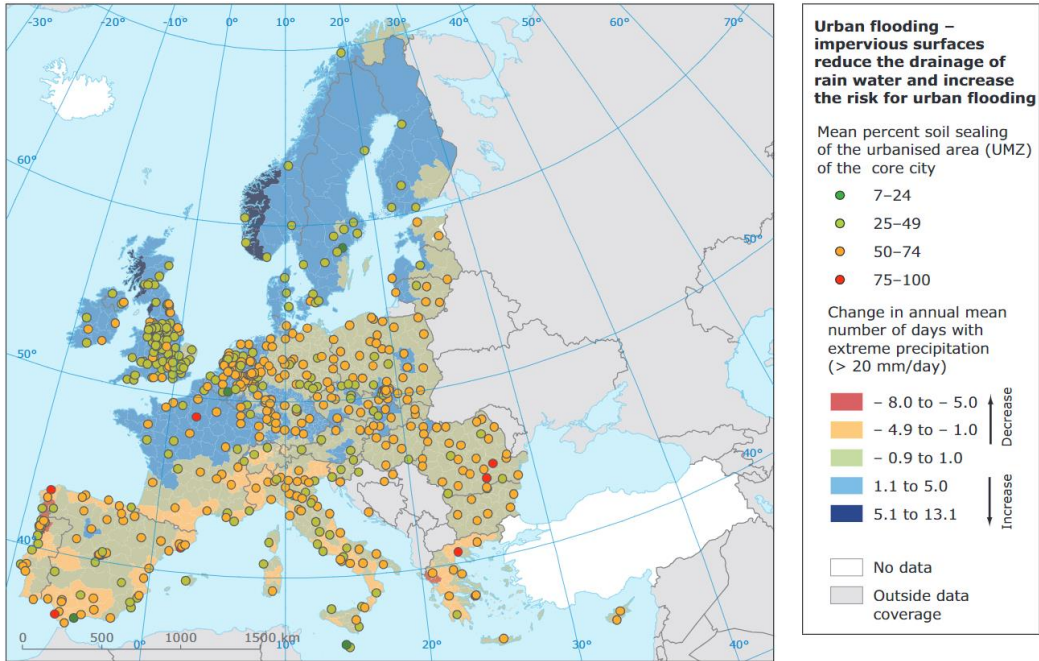 -30° -20° -10° 0° 10° 20° 30° 40° 50° 60° 70°
60°
50°
50°
40°
40°
0 500 1000 1500 km
0° 10° 20° 30° 40°
Urban flooding –
impervious surfaces
reduce the drainage of
rain water and increase
the risk for urban flooding
Mean percent soil sealing
of the urbanised area (UMZ)
of the core city
7–24
25–49
50–74
75–100
Change in annual mean
number of days with
extreme precipitation
(> 20 mm/day)
– 8.0 to – 5.0
– 4.9 to – 1.0
– 0.9 to 1.0
1.1 to 5.0
5.1 to 13.1
Decrease
Increase
No data
Outside data
coverage